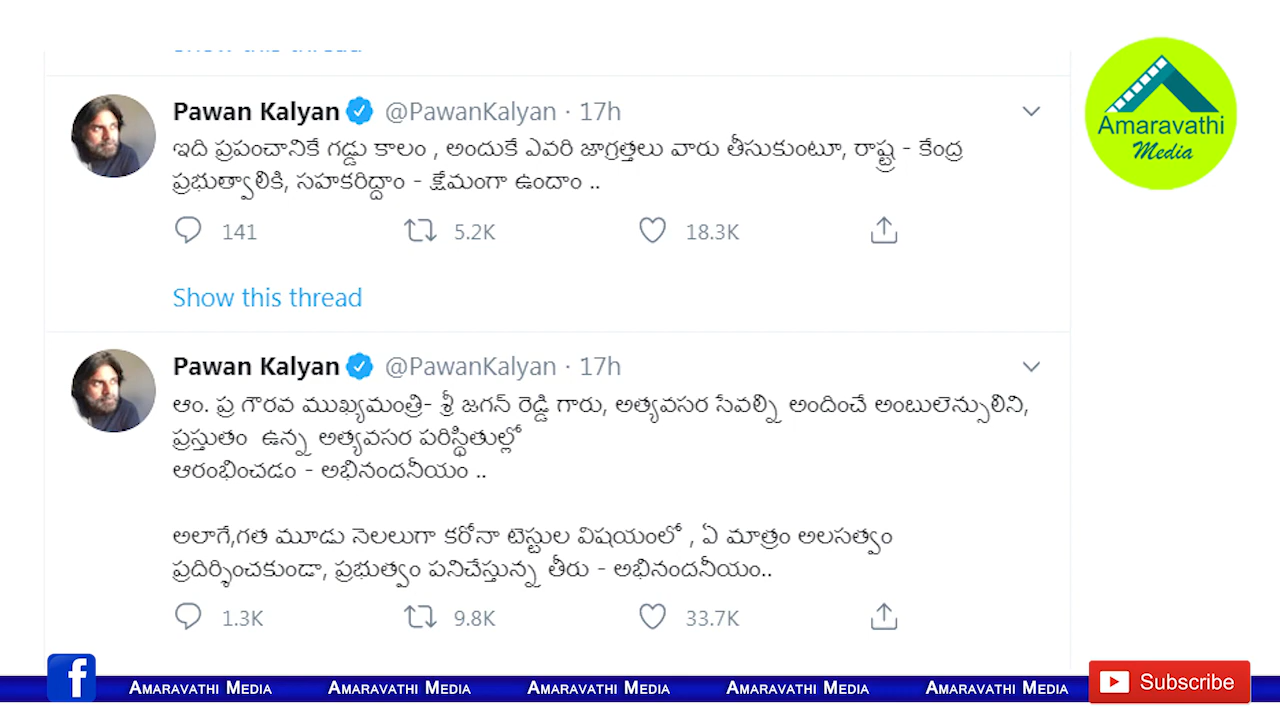 Pawan Kalyan @PawanKalyan · 17h
ఇది ప్రపంచానికే గడ్డు కాలం , అందుకే ఎవరి జాగ్రత్తలు వారు తీసుకుంటూ, రాష్ట్ర - కేంద్ర
ప్రభుత్వాలికి, సహకరిద్దాం - క్షేమంగా ఉందాం ..
141 5.2K 18.3K
Show this thread
Pawan Kalyan @PawanKalyan · 17h
ఆం. ప్ర గౌరవ ముఖ్యమంత్రి- శ్రీ జగన్ రెడ్డి గారు, అత్యవసర సేవల్ని అందించే అంబులెన్సులిని,
ప్రస్తుతం ఉన్న అత్యవసర పరిస్థితుల్లో
ఆరంభించడం - అభినందనీయం ..
అలాగే,గత మూడు నెలలుగా కరోనా టెస్టుల విషయంలో , ఏ మాత్రం అలసత్వం
ప్రదిర్శించకుండా, ప్రభుత్వం పనిచేస్తున్న తీరు - అభినందనీయం..
1.3K 9.8K 33.7K
Amaravathi
Media
f Amaravathi Media Amaravathi Media Amaravathi Media Amaravathi Media Amaravathi Media Subscribe